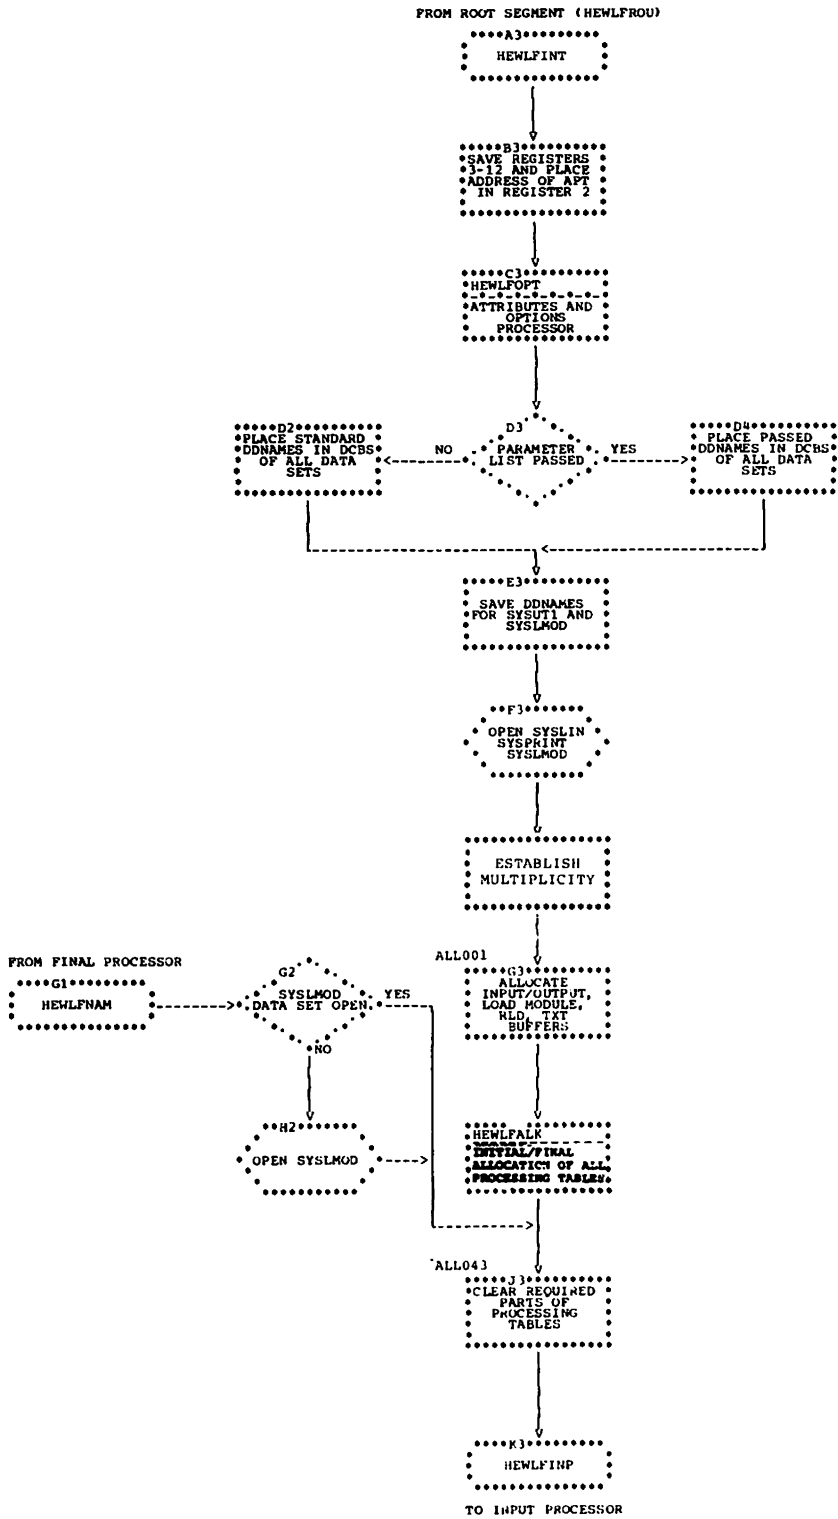 FROM ROOT SEGMENT (HEWLFROU)
A3
HEWLFINT
B3
SAVE REGISTERS
3-12 AND PLACE
ADDRESS OF APT
IN REGISTER 2
C3
HEWLFOPT
ATTRIBUTES AND
OPTIONS
PROCESSOR
D2
PLACE STANDARD
DDNAMES IN DCBS
OF ALL DATA
SETS
NO
D3
PARAMETER
LIST PASSED
YES
D4
PLACE PASSED
DDNAMES IN DCBS
OF ALL DATA
SETS
E3
SAVE DDNAMES
FOR SYSUT1 AND
SYSLMOD
F3
OPEN SYSLIN
SYSPRINT
SYSLMOD
ESTABLISH
MULTIPLICITY
FROM FINAL PROCESSOR
G1
HEWLFNAM
G2
SYSLMOD
DATA SET OPEN
YES
NO
ALL001
G3
ALLOCATE
INPUT/OUTPUT,
LOAD MODULE,
RLD, TXT
BUFFERS
H2
OPEN SYSLMOD
HEWLFALK
INITIAL/FINAL
ALLOCATION OF ALL
PROCESSING TABLES
ALL043
J3
CLEAR REQUIRED
PARTS OF
PROCESSING
TABLES
K3
HEWLFINP
TO INPUT PROCESSOR